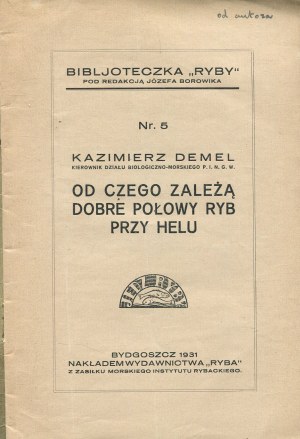 od autora
BIBLJOTECZKA „RYBY"
POD REDAKCJĄ JÓZEFA BOROWIKA
Nr. 5
KAZIMIERZ DEMEL
KIEROWNIK DZIAŁU BIOLOGICZNO-MORSKIEGO P. I. N. G. W.
OD CZEGO ZALEŻĄ
DOBRE POŁOWY RYB
PRZY HELU
BYDGOSZCZ 1931
NAKŁADEM WYDAWNICTWA „RYBA"
Z ZASIŁKU MORSKIEGO INSTYTUTU RYBACKIEGO.